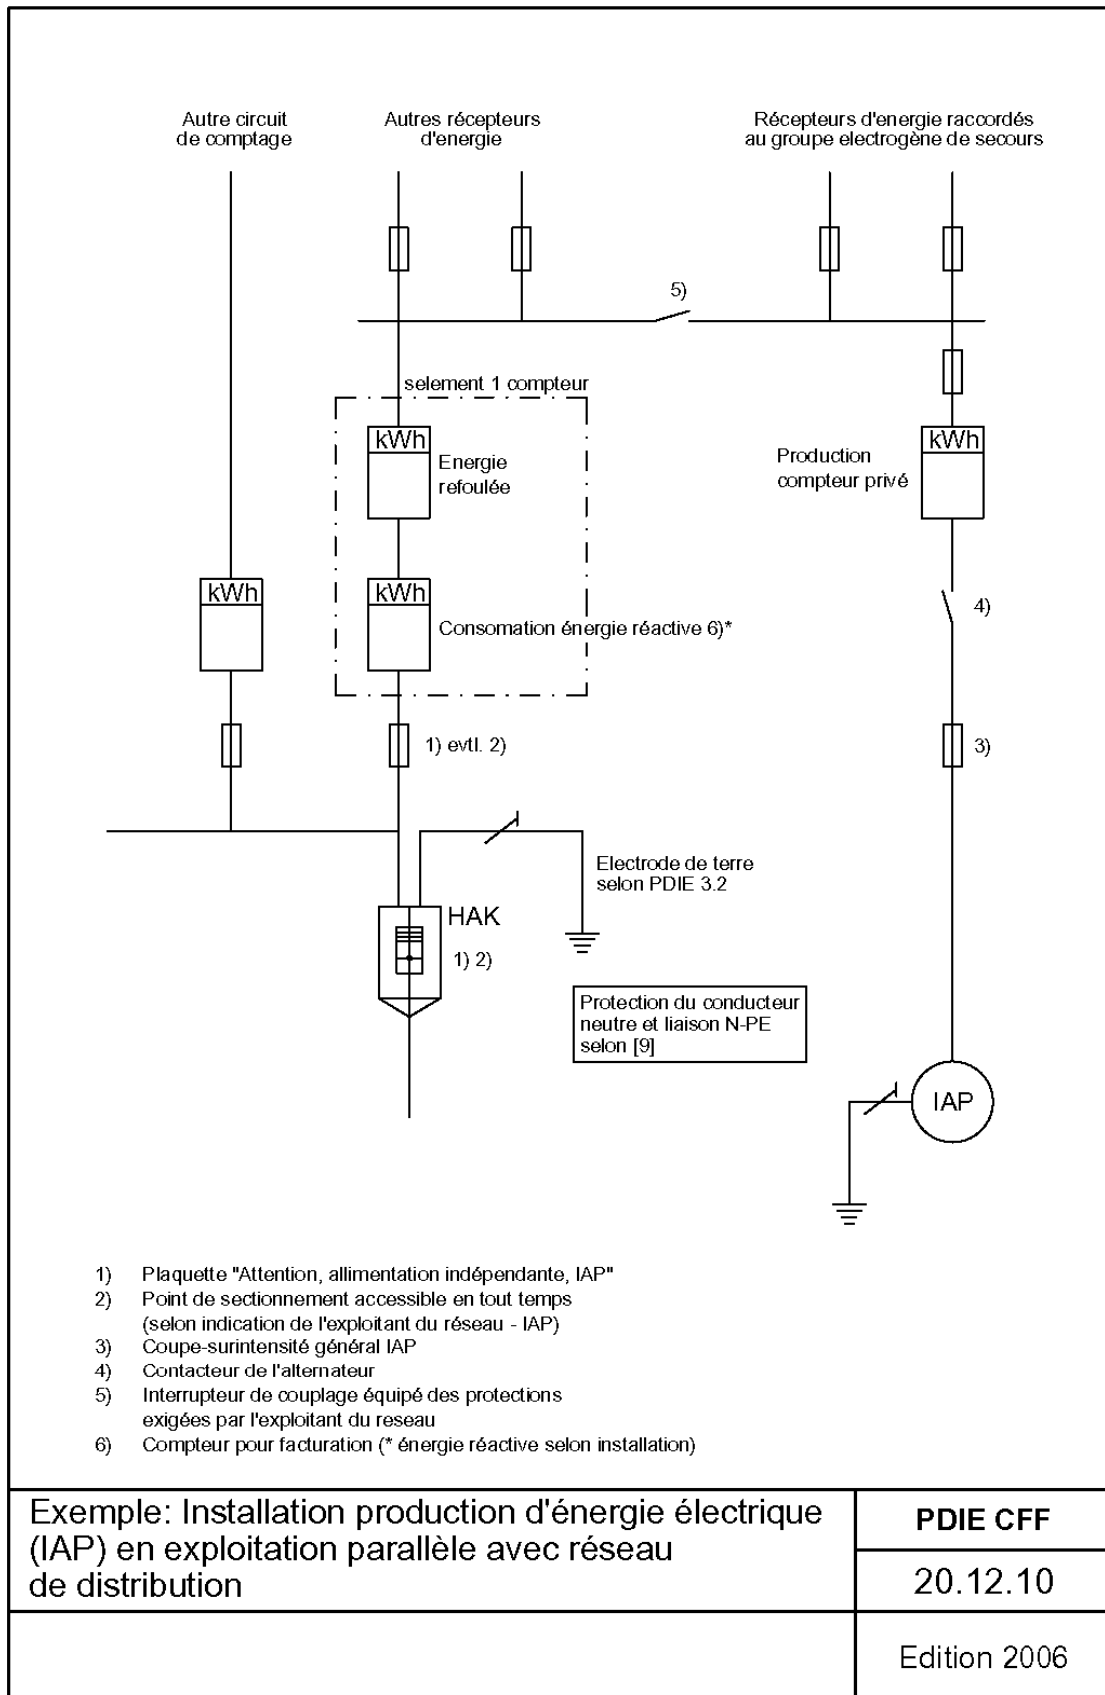 Autre circuit
de comptage
Autres récepteurs
d'energie
Récepteurs d'energie raccordés
au groupe electrogène de secours
5)
selement 1 compteur
kWh
Energie
refoulée
Production
compteur privé
kWh
kWh
kWh
Consomation énergie réactive 6)*
4)
1) evtl. 2)
3)
Electrode de terre
selon PDIE 3.2
HAK
1) 2)
Protection du conducteur
neutre et liaison N-PE
selon [9]
IAP
1) Plaquette "Attention, allimentation indépendante, IAP"
2) Point de sectionnement accessible en tout temps
(selon indication de l'exploitant du réseau - IAP)
3) Coupe-surintensité général IAP
4) Contacteur de l'alternateur
5) Interrupteur de couplage équipé des protections
exigées par l'exploitant du reseau
6) Compteur pour facturation (* énergie réactive selon installation)
Exemple: Installation production d'énergie électrique
(IAP) en exploitation parallèle avec réseau
de distribution
PDIE CFF
20.12.10
Edition 2006